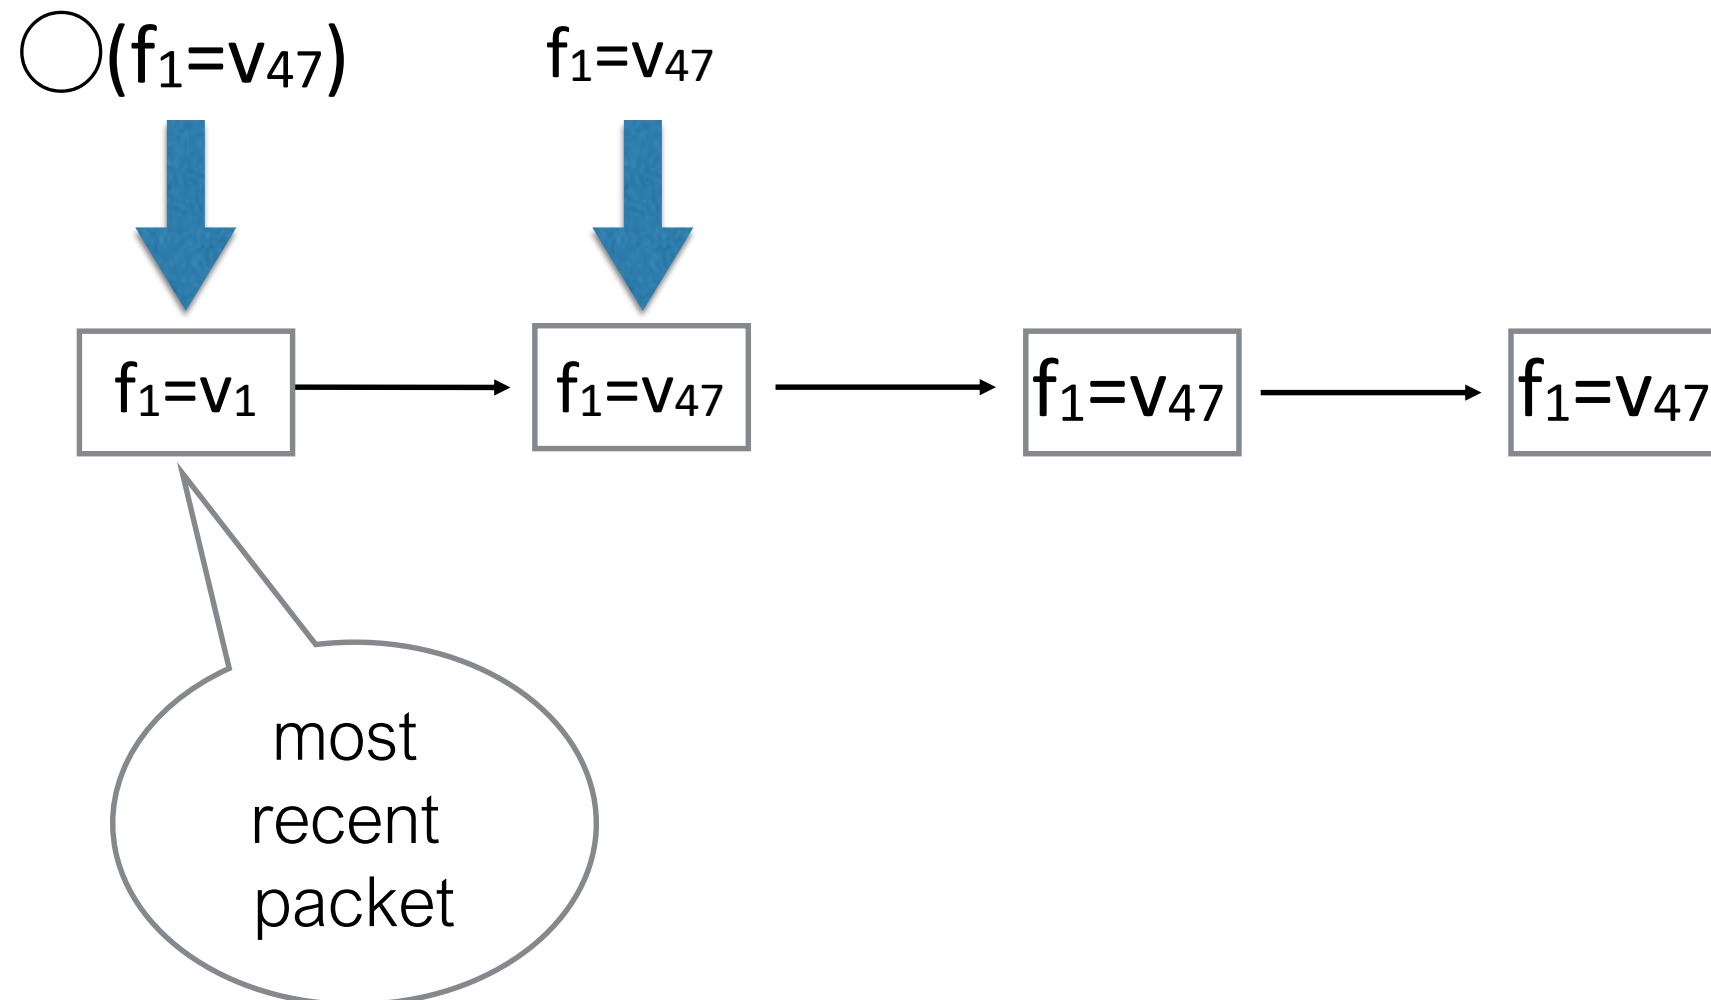 ◯(f₁=v₄₇)
f₁=v₄₇
f₁=v₁
f₁=v₄₇
f₁=v₄₇
f₁=v₄₇
most
recent
packet